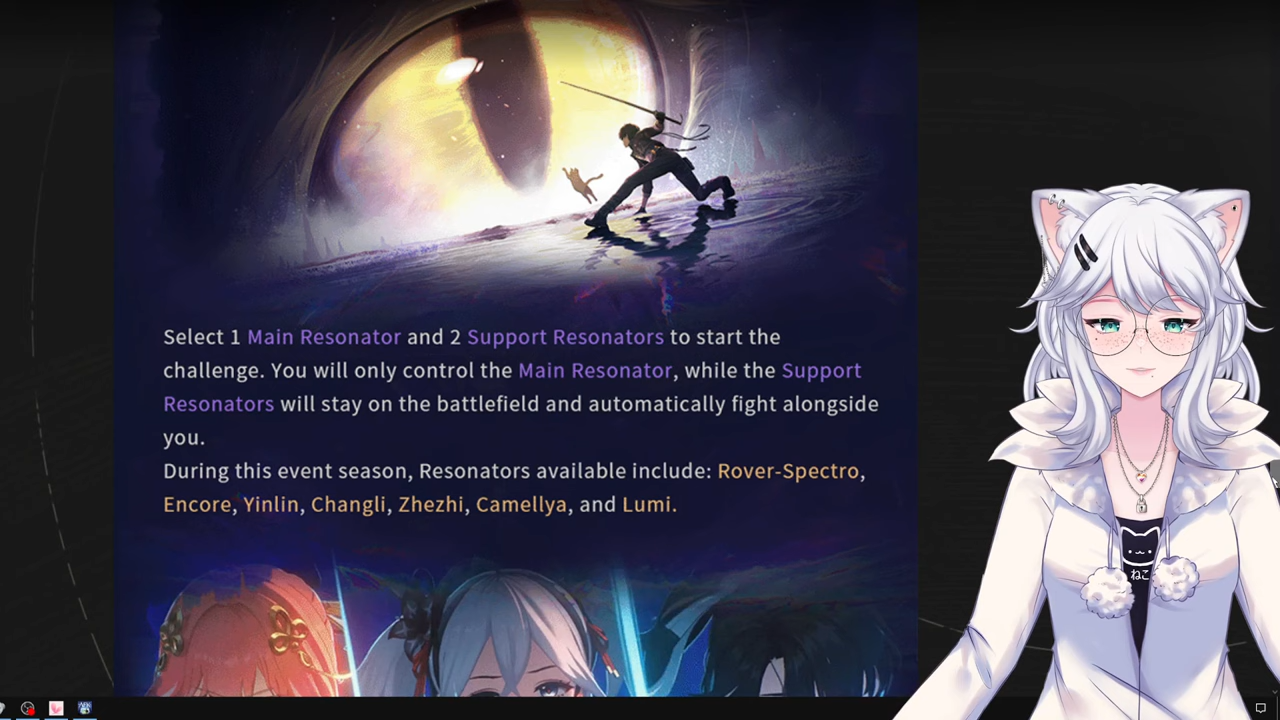 Select 1 Main Resonator and 2 Support Resonators to start the
challenge. You will only control the Main Resonator, while the Support
Resonators will stay on the battlefield and automatically fight alongside
you.
During this event season, Resonators available include: Rover-Spectro,
Encore, Yinlin, Changli, Zhezhi, Camellya, and Lumi.
ねこ